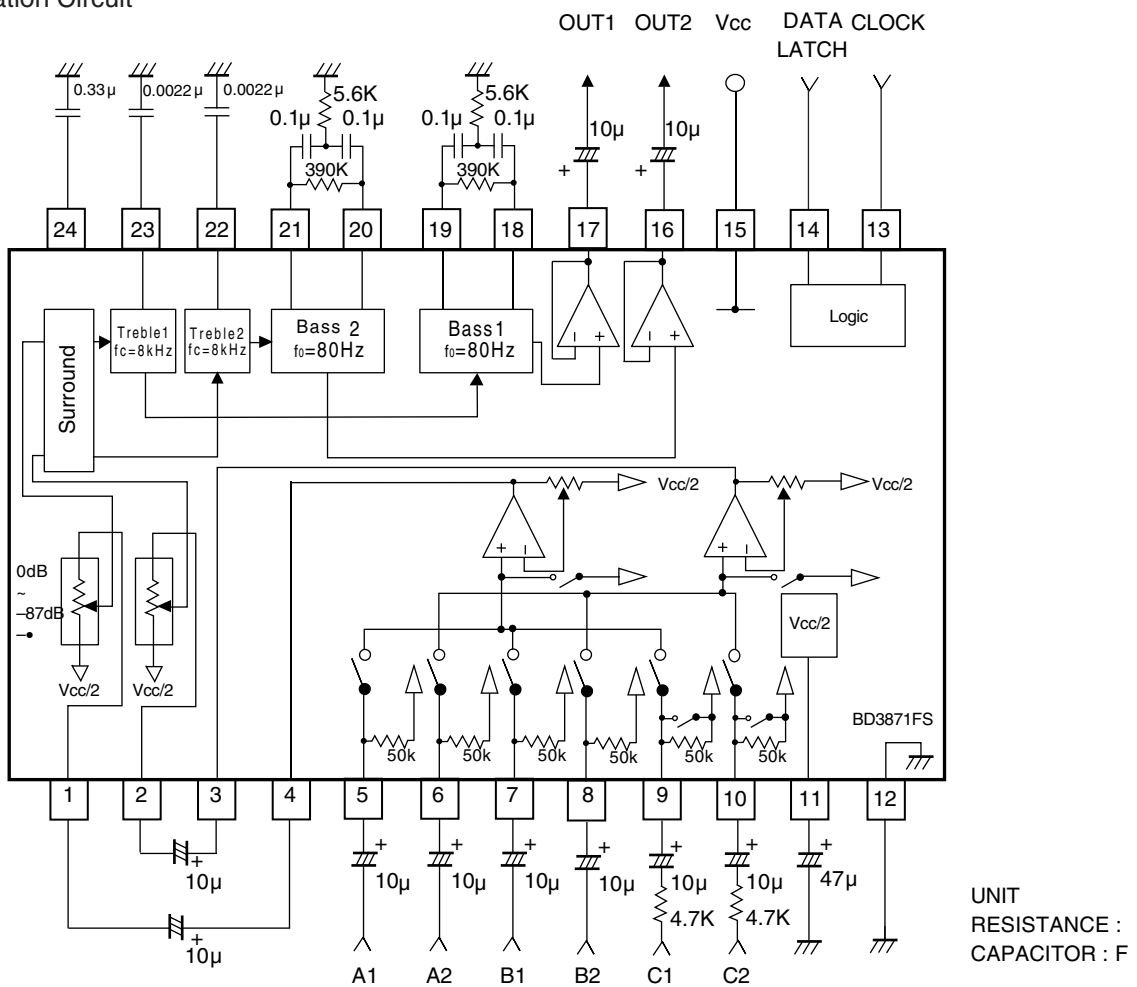 ation Circuit
OUT1 OUT2 Vcc DATA CLOCK
LATCH
0.33μ 0.0022μ 0.0022μ 5.6K 5.6K
0.1μ 0.1μ 0.1μ 0.1μ 10μ 10μ
+ +
390K 390K
24 23 22 21 20 19 18 17 16 15 14 13
Surround
Treble1 Treble2 Bass 2 Bass1
fc=8kHz fc=8kHz f0=80Hz f0=80Hz
Logic
Vcc/2 Vcc/2
0dB
~
–87dB
–•
Vcc/2
Vcc/2 Vcc/2
BD3871FS
50k 50k 50k 50k 50k 50k
1 2 3 4 5 6 7 8 9 10 11 12
+ + + + + + + +
10μ 10μ 10μ 10μ 10μ 10μ 10μ 47μ
4.7K 4.7K
+
10μ
A1 A2 B1 B2 C1 C2
UNIT
RESISTANCE :
CAPACITOR : F